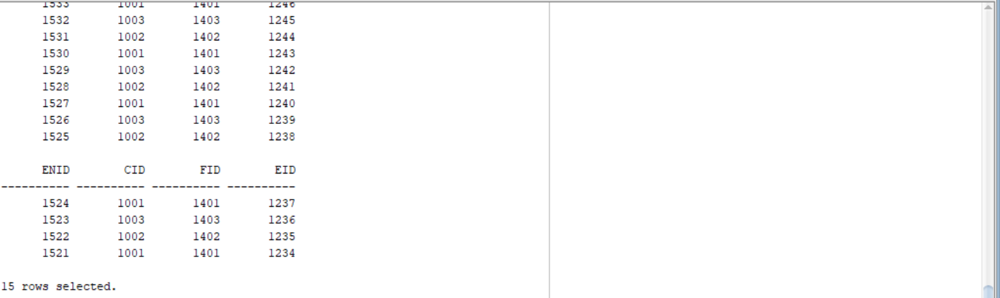 1533 1001 1401 1246
1532 1003 1403 1245
1531 1002 1402 1244
1530 1001 1401 1243
1529 1003 1403 1242
1528 1002 1402 1241
1527 1001 1401 1240
1526 1003 1403 1239
1525 1002 1402 1238
ENID CID FID EID
---------- ---------- ---------- ----------
1524 1001 1401 1237
1523 1003 1403 1236
1522 1002 1402 1235
1521 1001 1401 1234
15 rows selected.